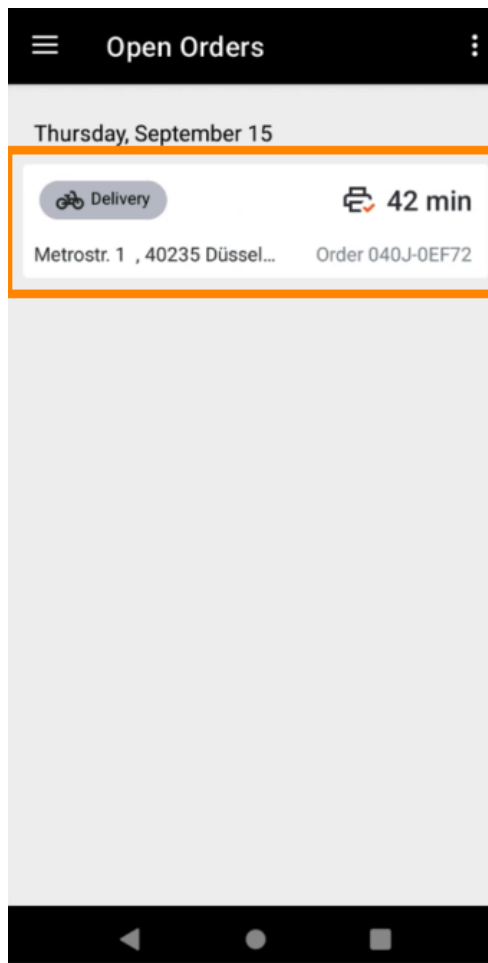 Open Orders
Thursday, September 15
Delivery
42 min
Metrostr. 1 , 40235 Düssel...
Order 040J-0EF72